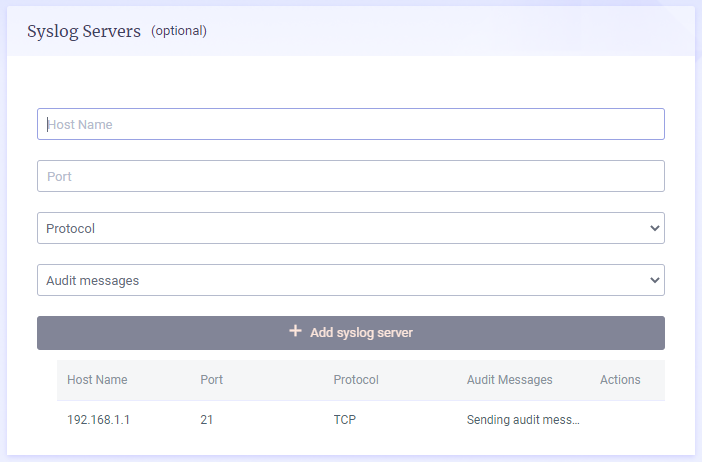 Syslog Servers (optional)
Host Name
Port
Protocol
Audit messages
+ Add syslog server
Host Name Port Protocol Audit Messages Actions
192.168.1.1 21 TCP Sending audit mess...